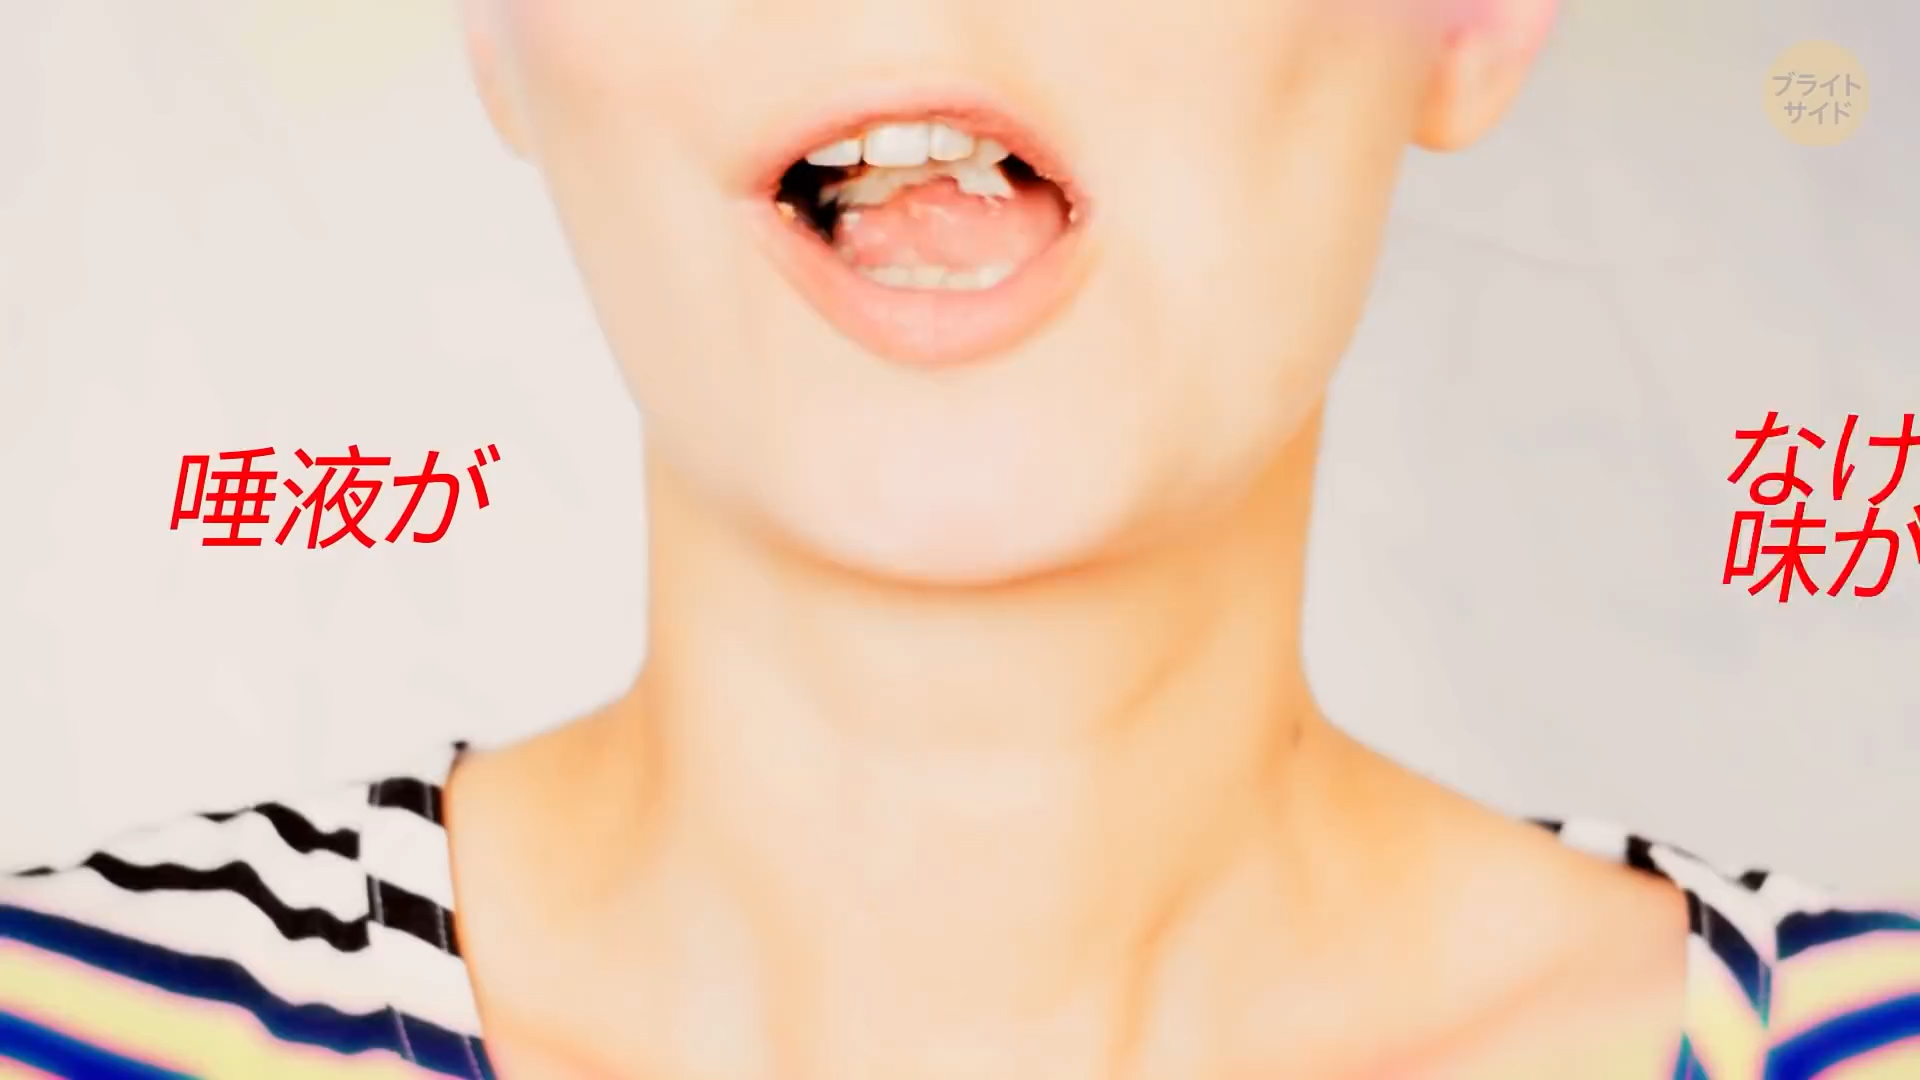 ブライト
サイド
唾液が
なけ
味が